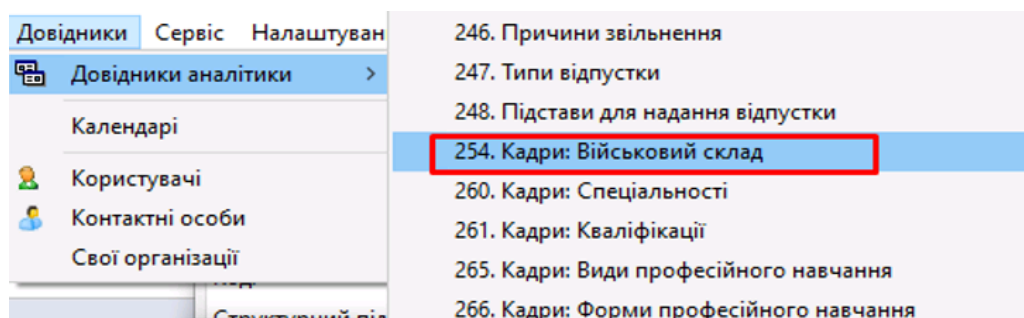 Довідники Сервіс Налаштуван
Довідники аналітики
Календарі
Користувачі
Контактні особи
Свої організації
246. Причини звільнення
247. Типи відпустки
248. Підстави для надання відпустки
254. Кадри: Військовий склад
260. Кадри: Спеціальності
261. Кадри: Кваліфікації
265. Кадри: Види професійного навчання
266. Кадри: Форми професійного навчання